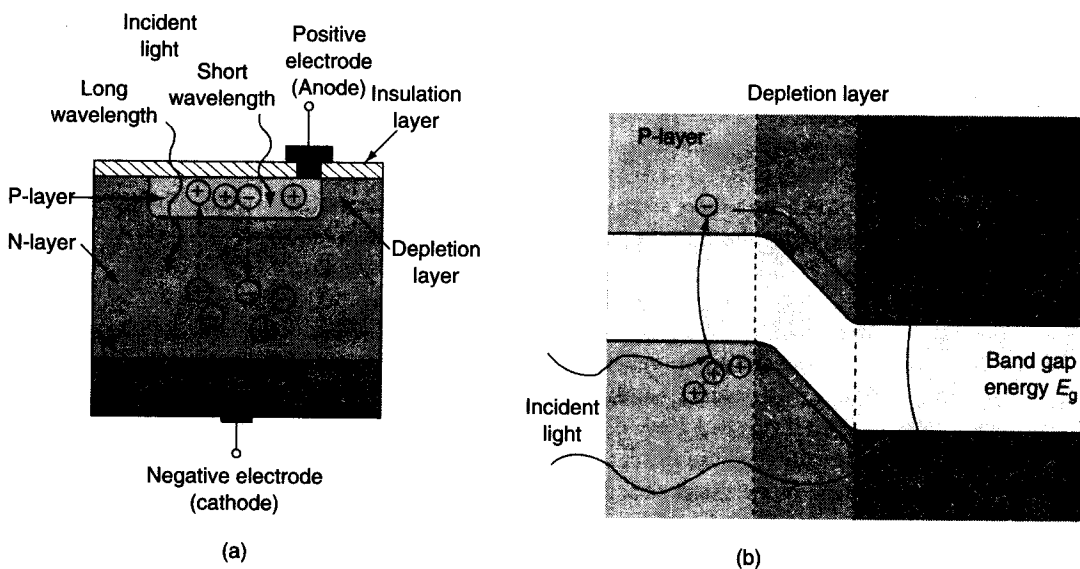 Incident
light
Long
wavelength
Short
wavelength
Positive
electrode
(Anode)
Insulation
layer
P-layer
N-layer
Depletion
layer
Negative electrode
(cathode)
(a)
Depletion layer
P-layer
Incident
light
Band gap
energy Eg
(b)